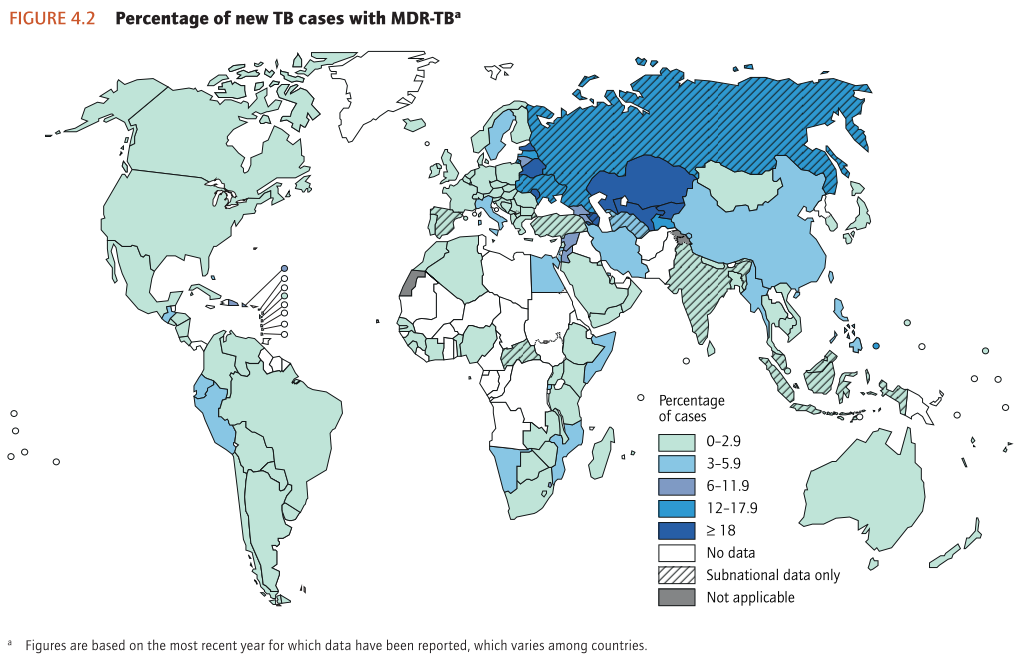 FIGURE 4.2 Percentage of new TB cases with MDR-TBa
Percentage
of cases
0–2.9
3–5.9
6–11.9
12–17.9
≥ 18
No data
Subnational data only
Not applicable
a Figures are based on the most recent year for which data have been reported, which varies among countries.